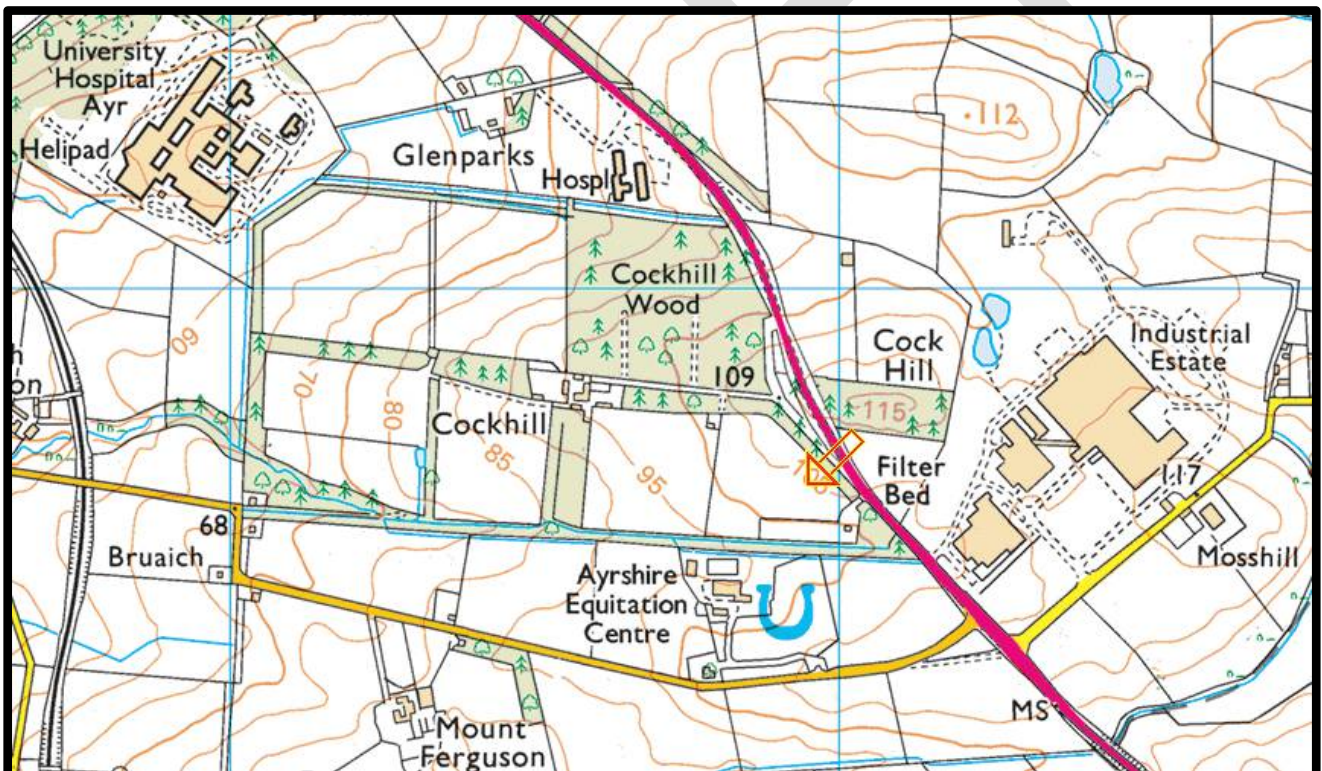 University
Hospital
Ayr
Helipad
Glenparks
Hospl
112
Cockhill
Wood
109
Cock
Hill
115
Industrial
Estate
60
70
80
Cockhill
85
95
Filter
Bed
117
Mosshill
68
Bruaich
Ayrshire
Equitation
Centre
Mount
Ferguson
MS